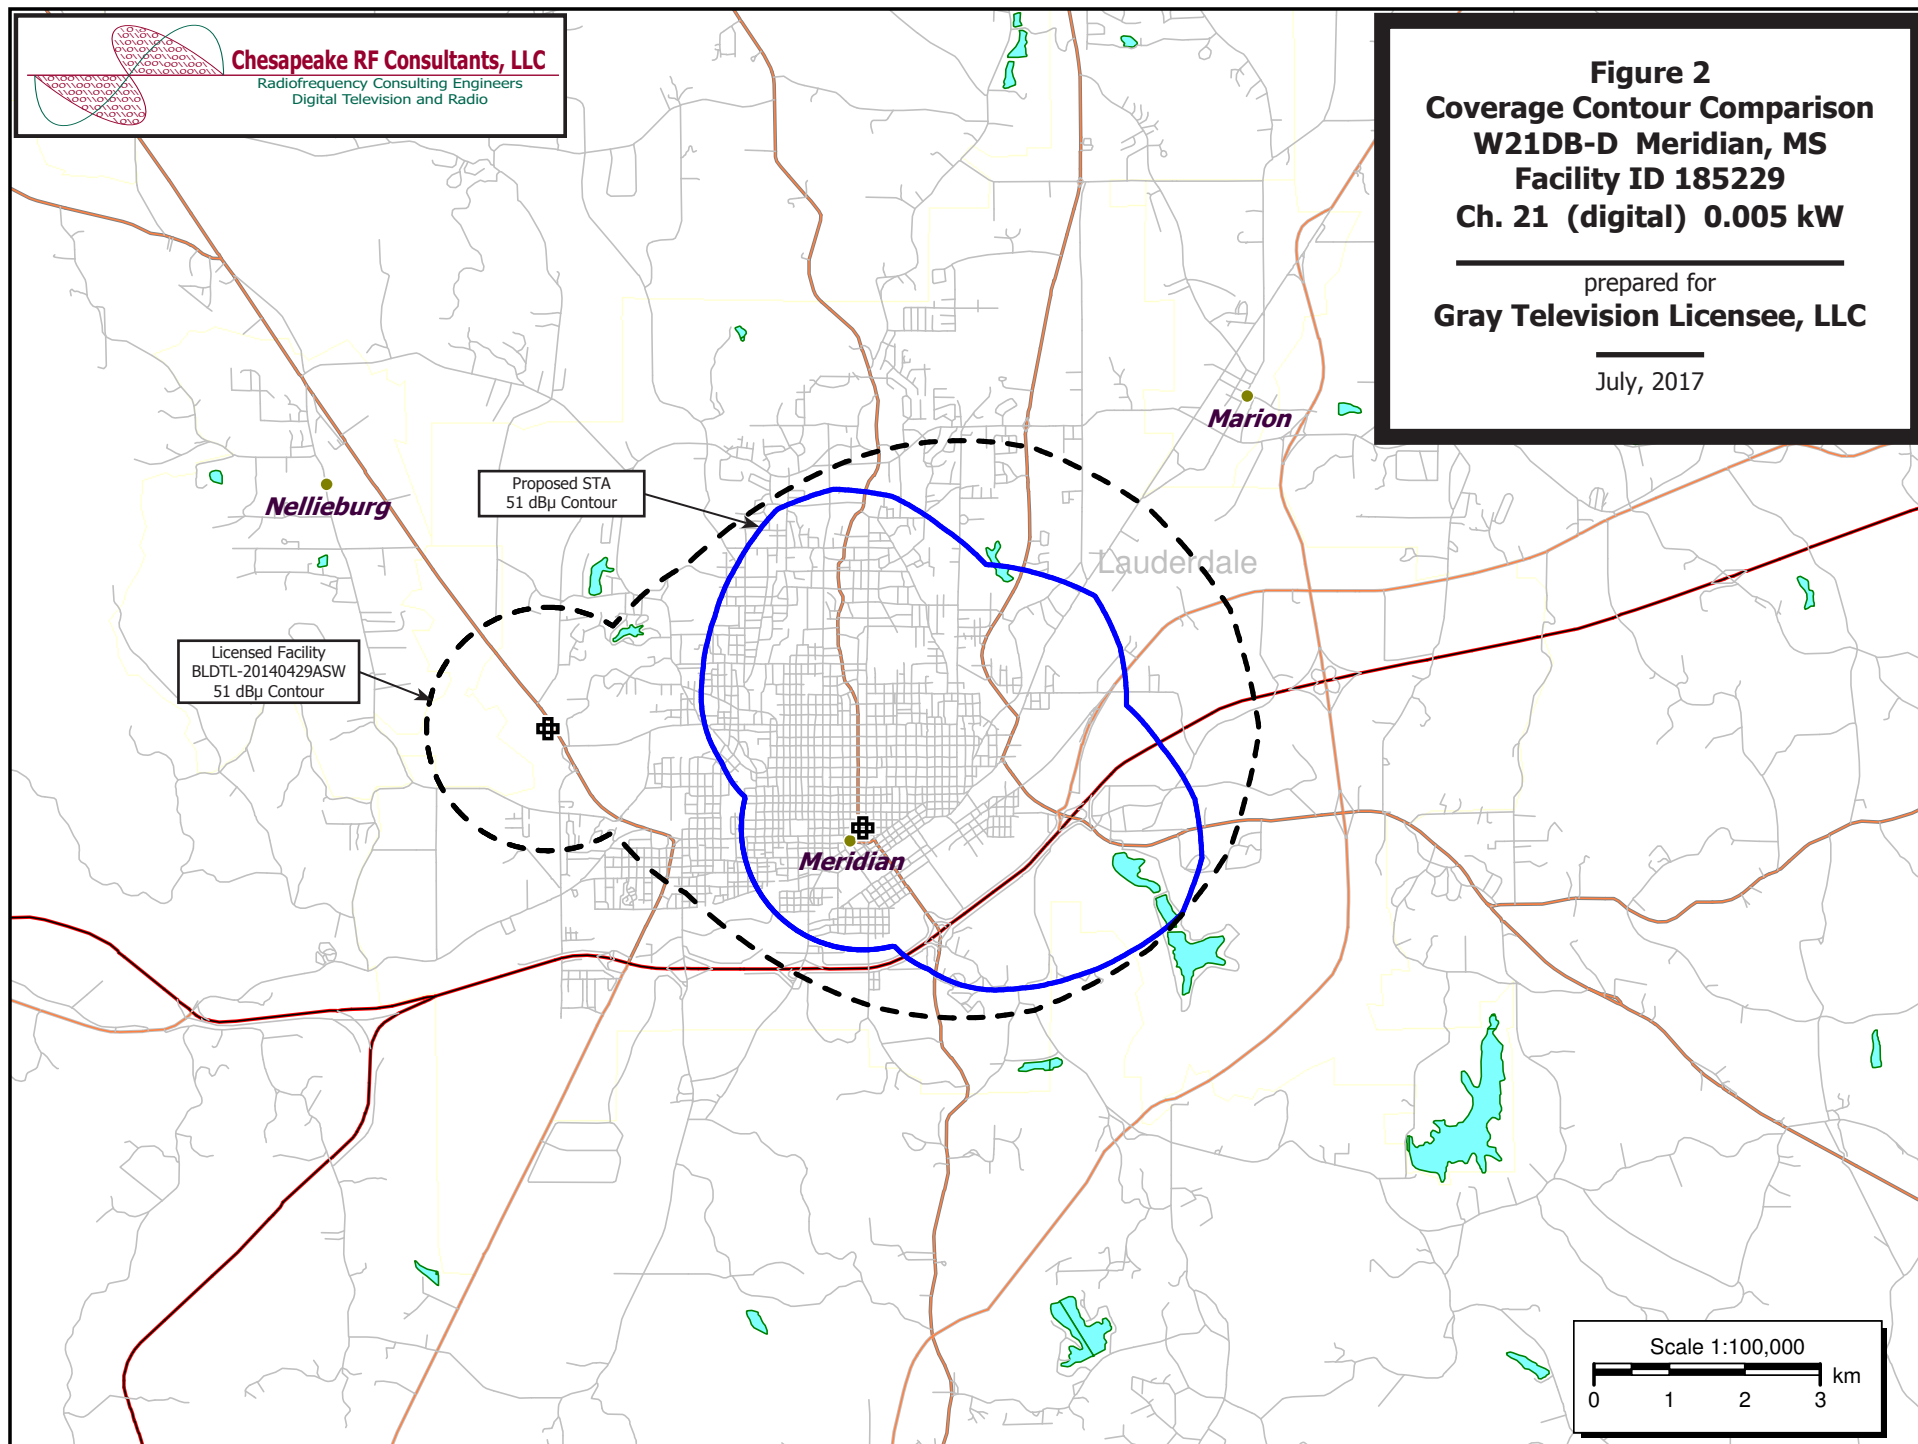 Chesapeake RF Consultants, LLC
Radiofrequency Consulting Engineers
Digital Television and Radio
Figure 2
Coverage Contour Comparison
W21DB-D Meridian, MS
Facility ID 185229
Ch. 21 (digital) 0.005 kW
prepared for
Gray Television Licensee, LLC
July, 2017
Marion
Nellieburg
Proposed STA
51 dBµ Contour
Lauderdale
Licensed Facility
BLDTL-20140429ASW
51 dBµ Contour
Meridian
Scale 1:100,000
km
0 1 2 3